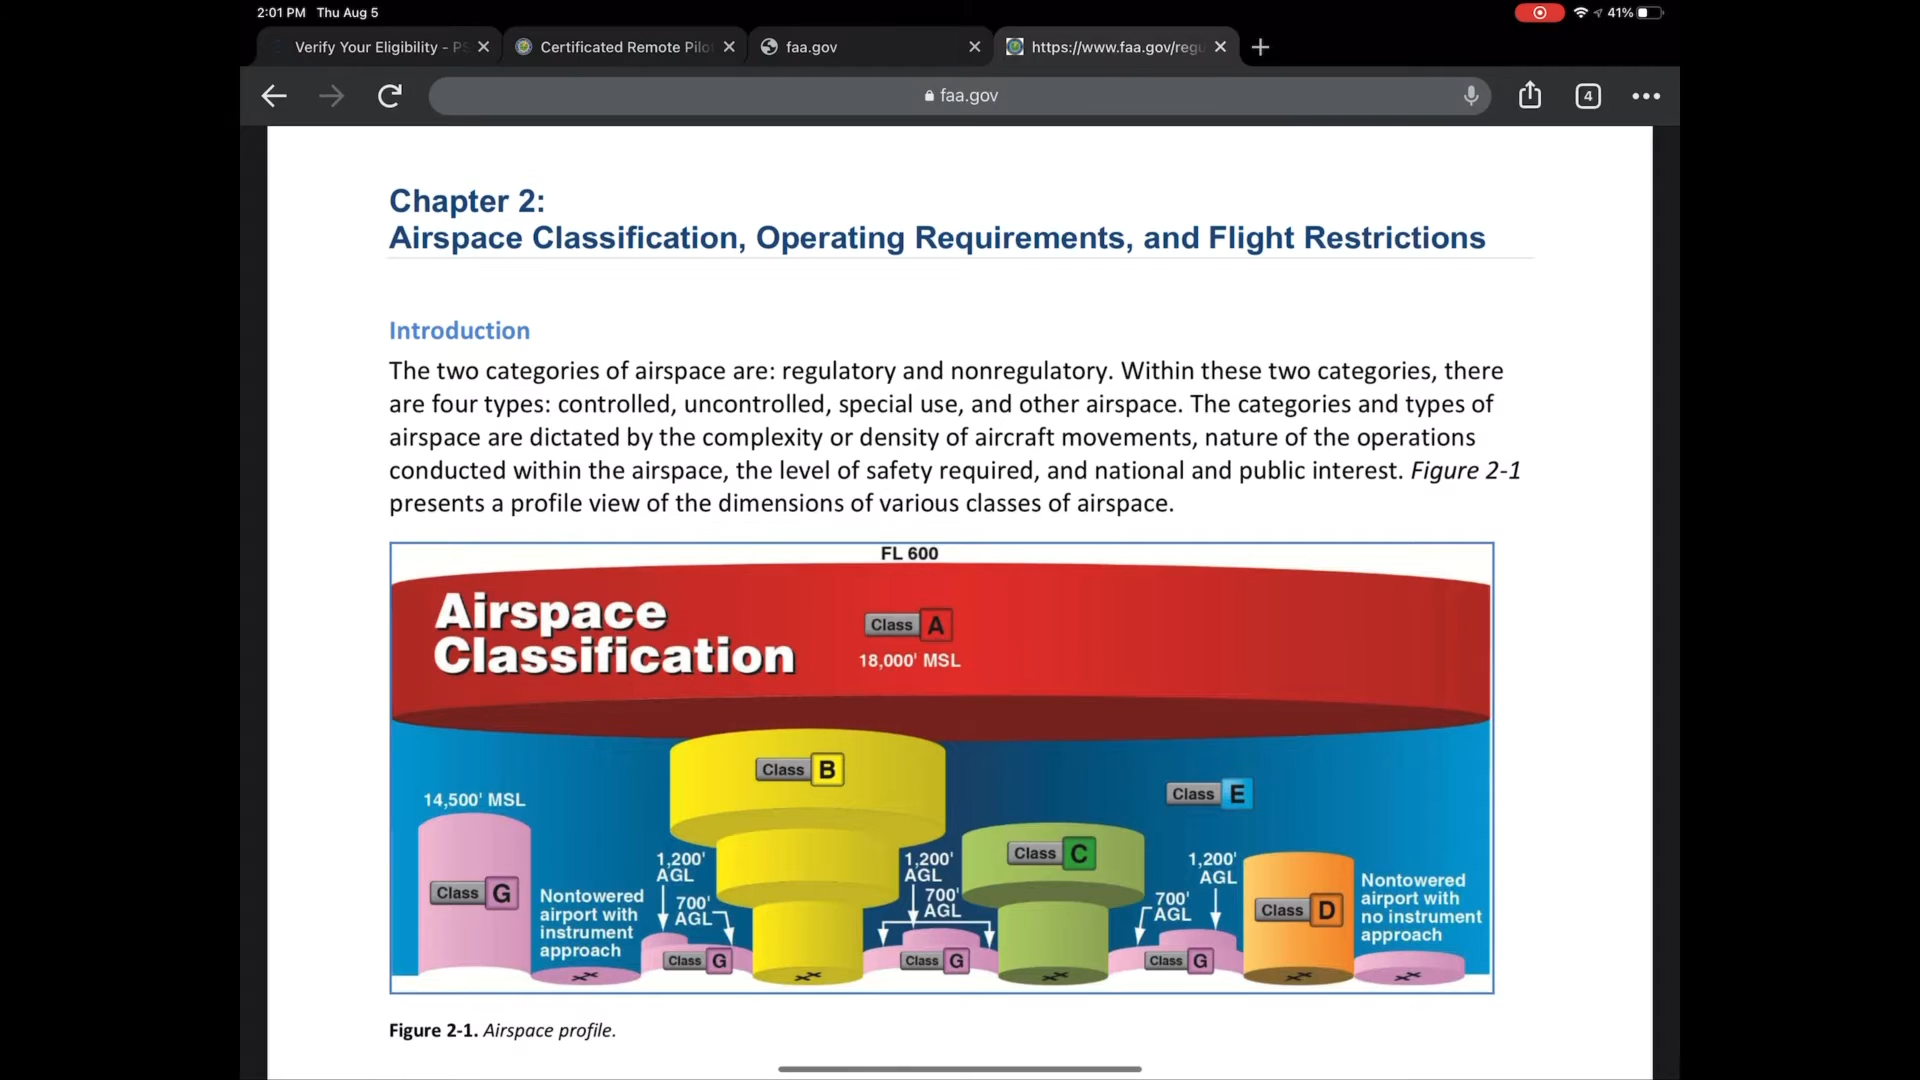 2:01 PM Thu Aug 5
41%
Verify Your Eligibility - PS
Certificated Remote Pilo
faa.gov
https://www.faa.gov/regu
faa.gov
4
Chapter 2:
Airspace Classification, Operating Requirements, and Flight Restrictions
Introduction
The two categories of airspace are: regulatory and nonregulatory. Within these two categories, there
are four types: controlled, uncontrolled, special use, and other airspace. The categories and types of
airspace are dictated by the complexity or density of aircraft movements, nature of the operations
conducted within the airspace, the level of safety required, and national and public interest. Figure 2-1
presents a profile view of the dimensions of various classes of airspace.
FL 600
Airspace
Classification
Class A
18,000' MSL
Class B
14,500' MSL
Class E
Class C
Class G
Nontowered
airport with
instrument
approach
1,200'
AGL
700'
AGL
Class G
1,200'
AGL
700'
AGL
Class G
1,200'
AGL
700'
AGL
Class G
Class D
Nontowered
airport with
no instrument
approach
Figure 2-1. Airspace profile.